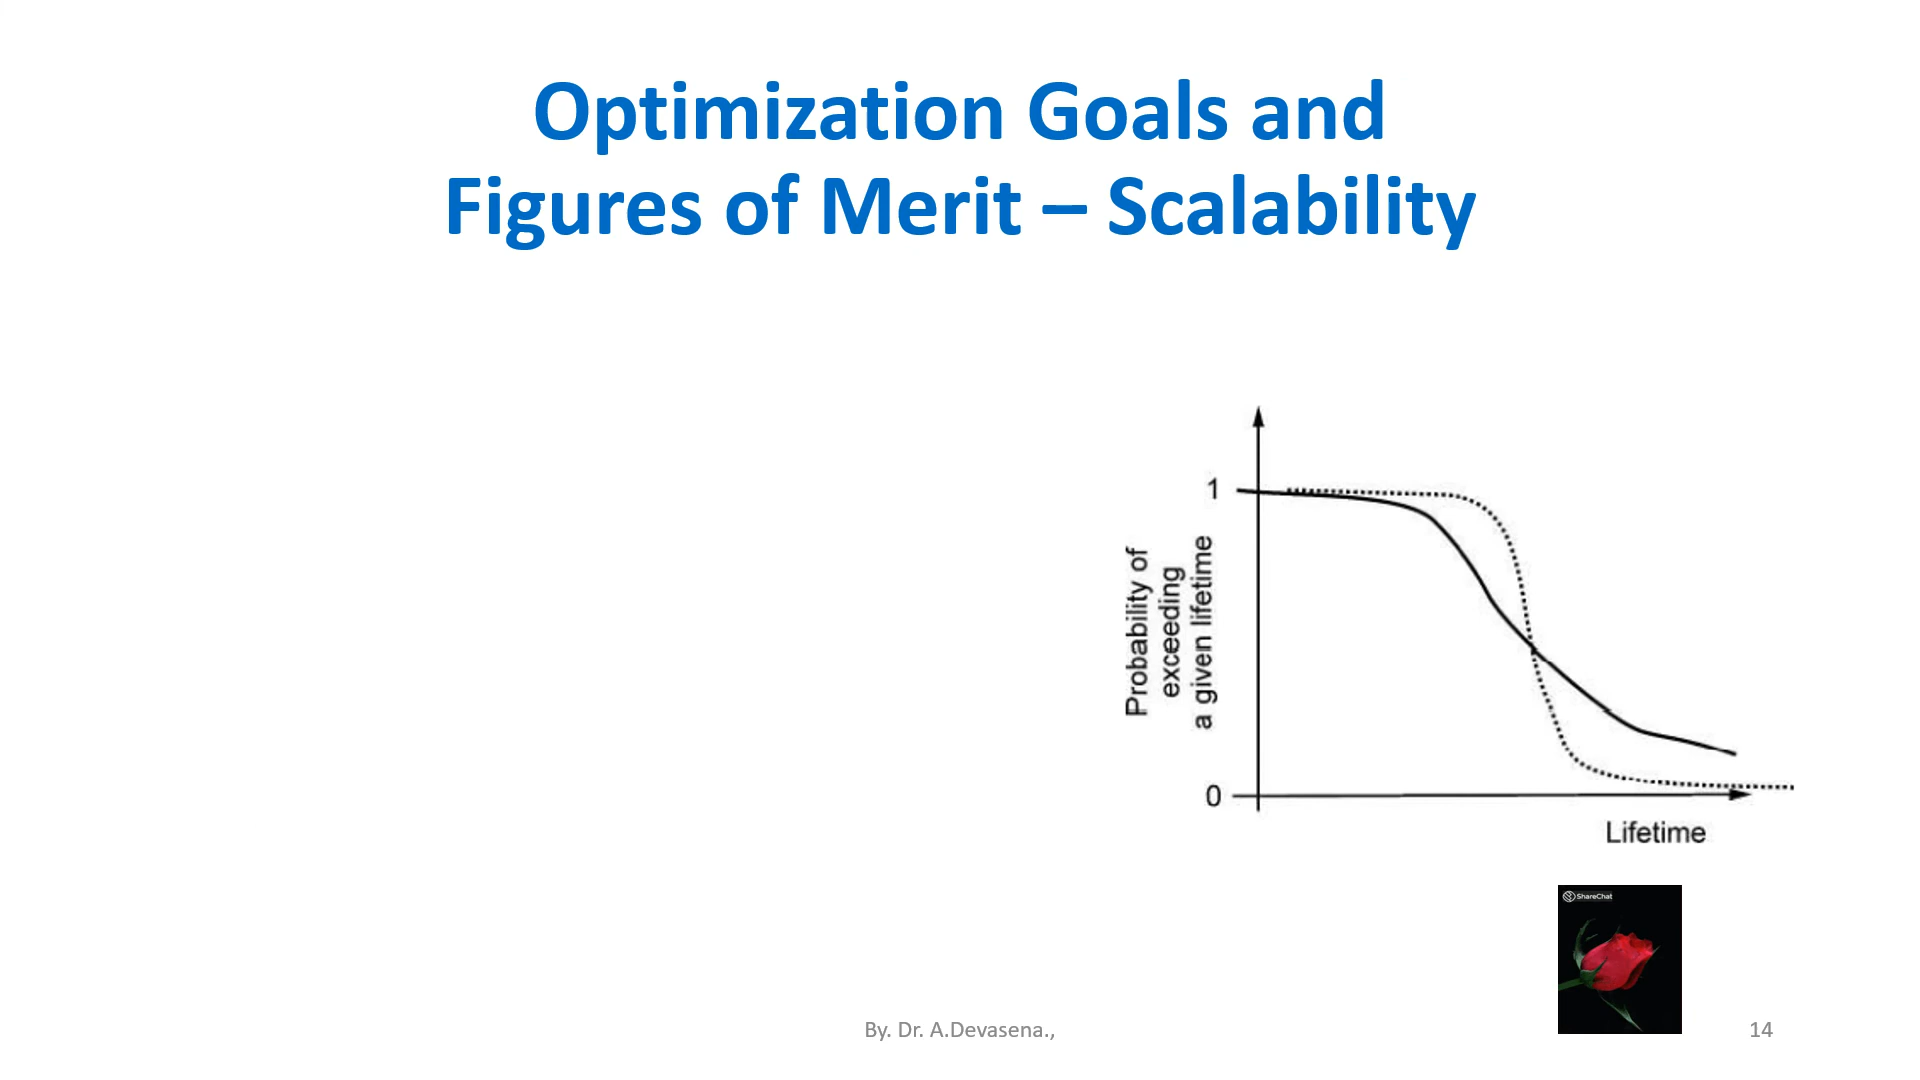 Optimization Goals and
Figures of Merit – Scalability
1
Probability of
exceeding
a given lifetime
0
Lifetime
ShareChat
By. Dr. A.Devasena.,
14